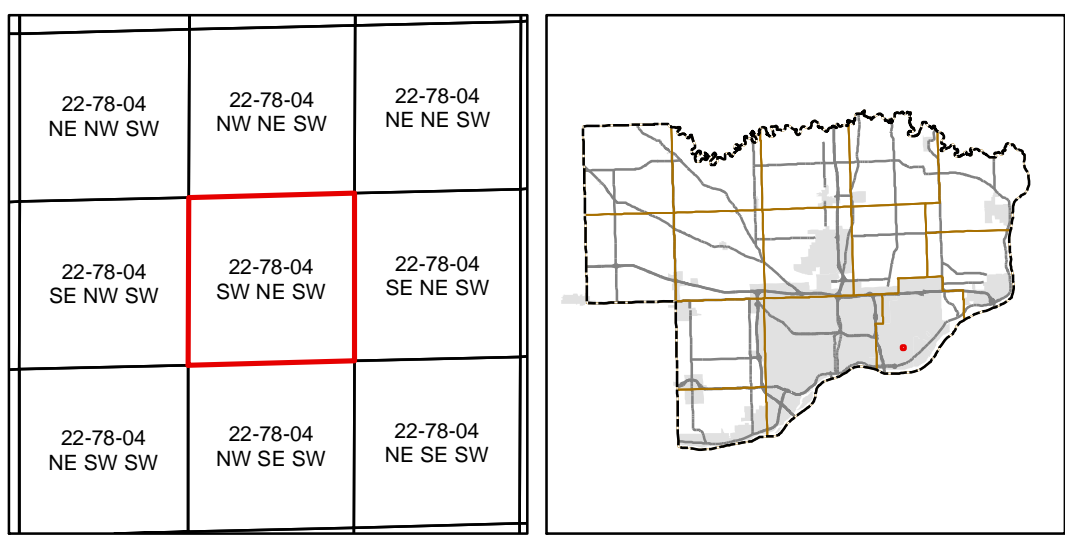 22-78-04
NE NW SW
22-78-04
NW NE SW
22-78-04
NE NE SW
22-78-04
SE NW SW
22-78-04
SW NE SW
22-78-04
SE NE SW
22-78-04
NE SW SW
22-78-04
NW SE SW
22-78-04
NE SE SW